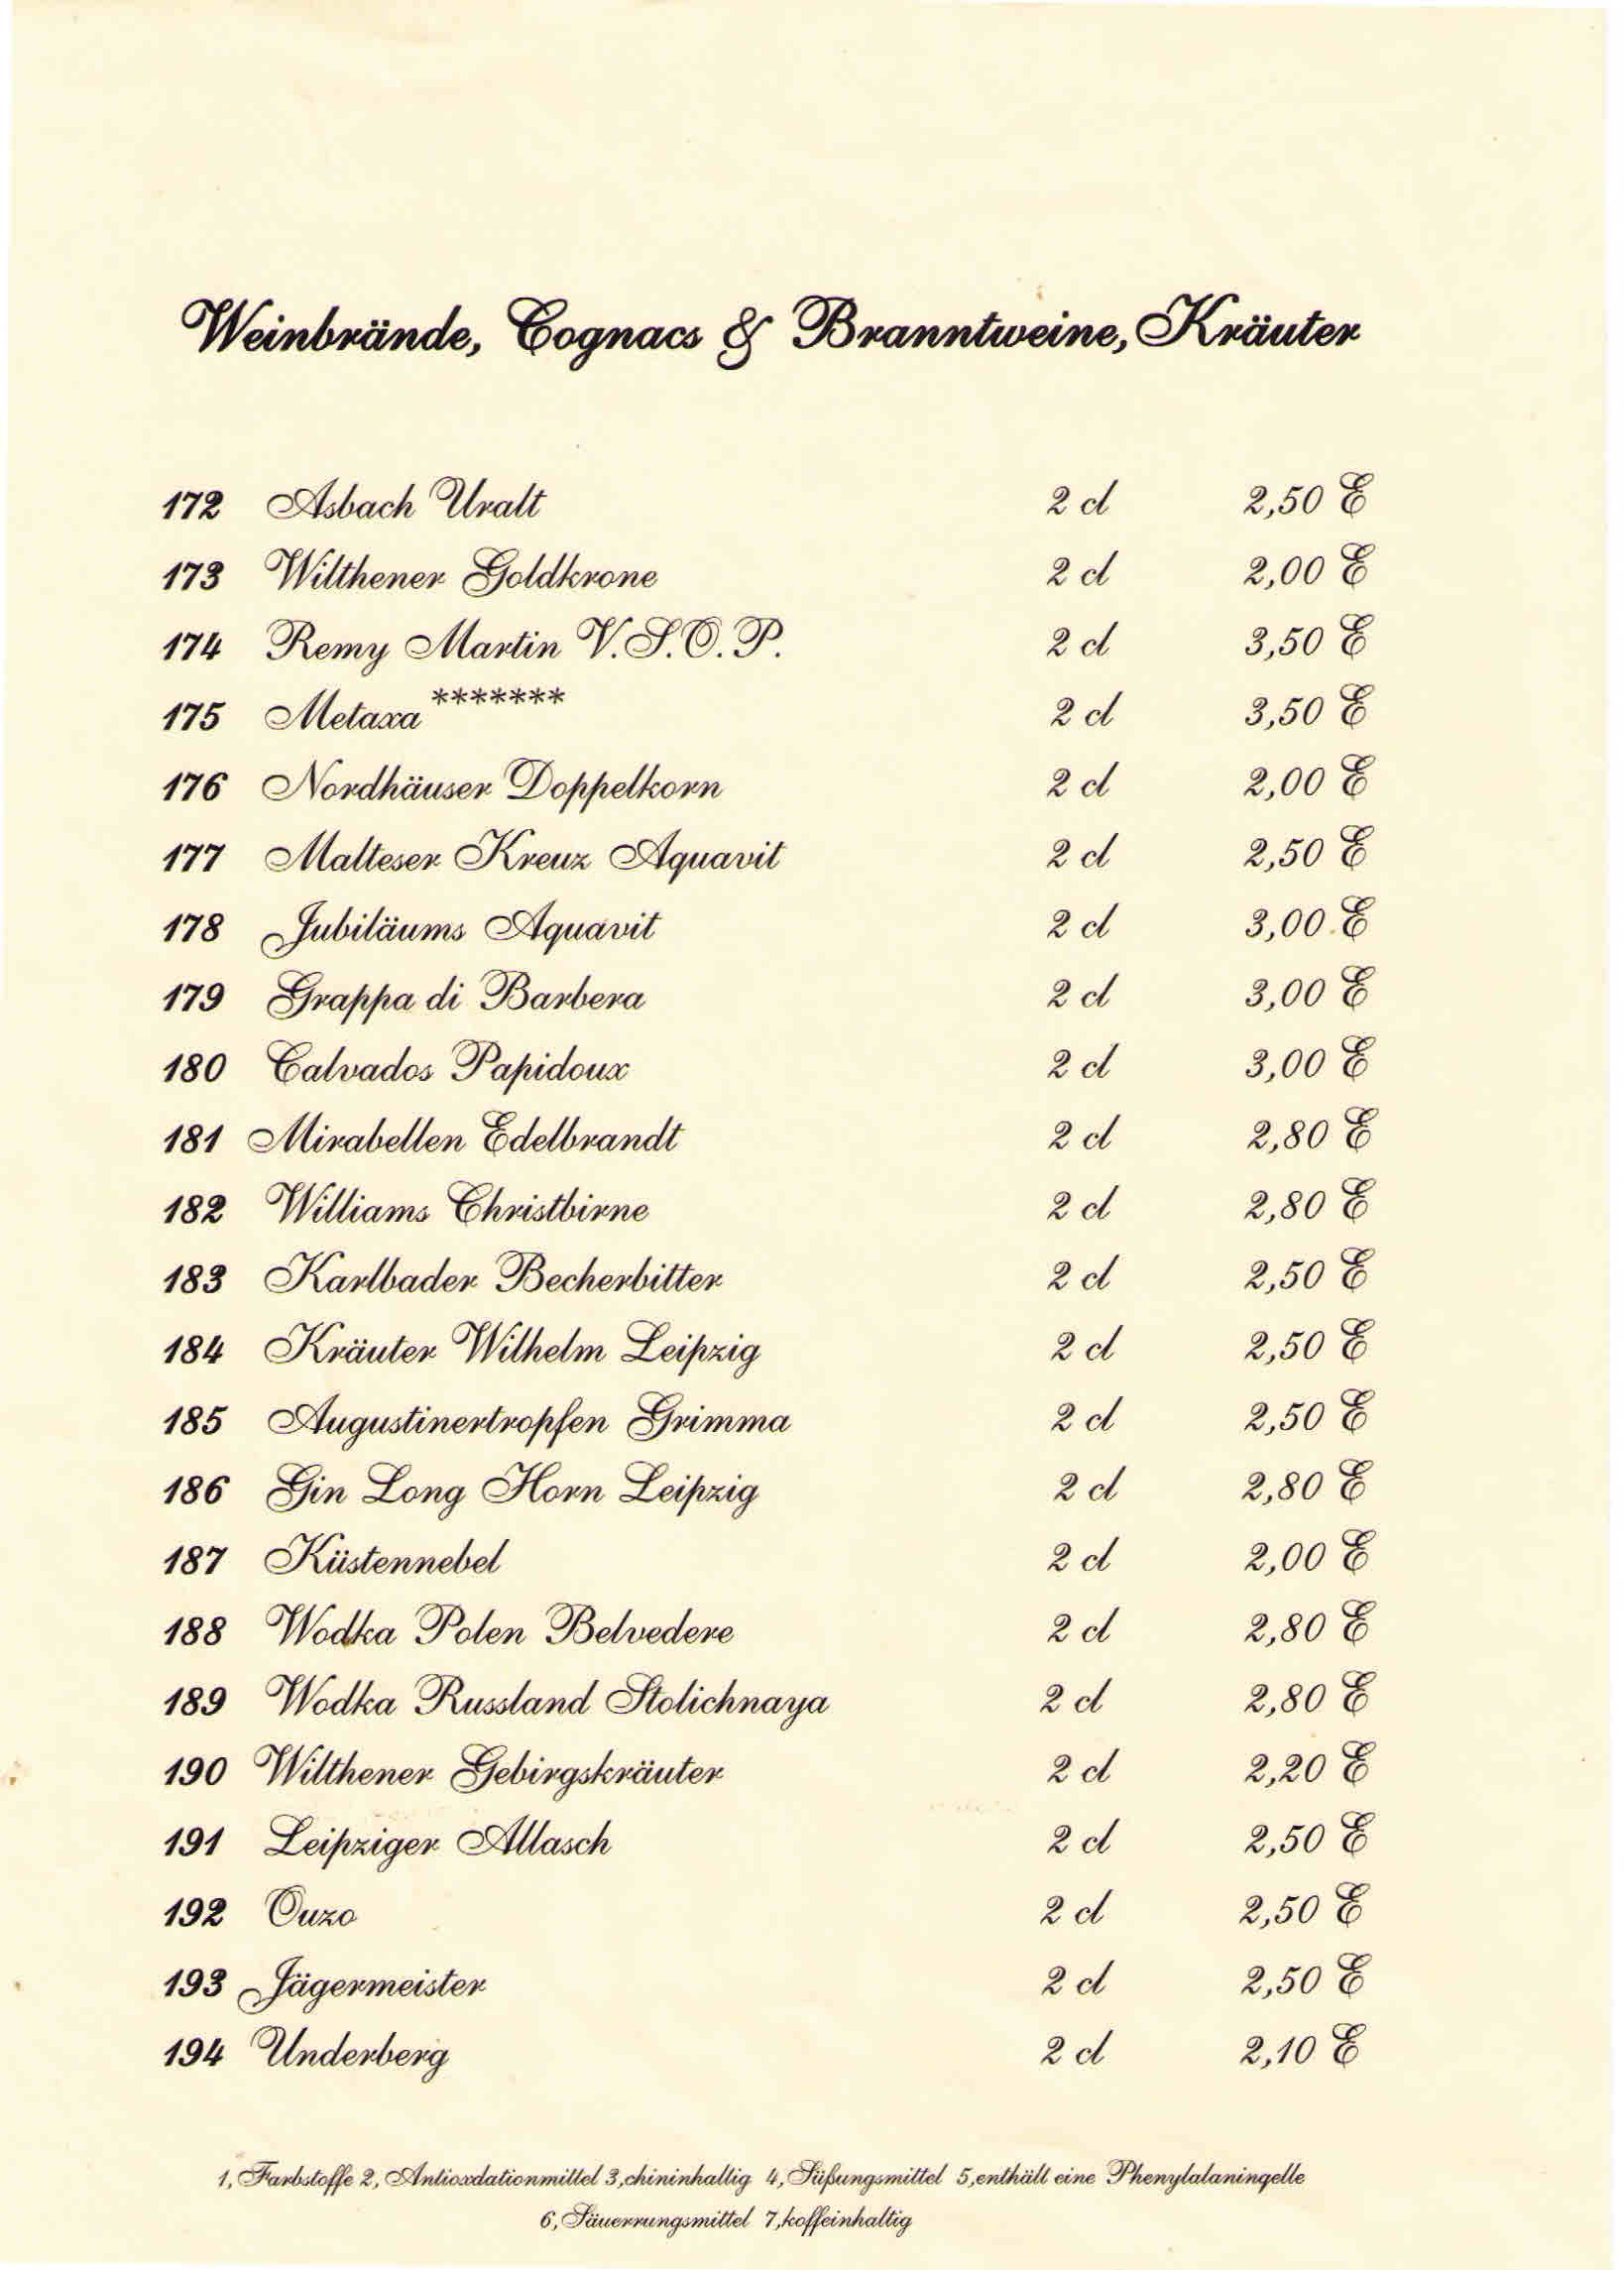 Weinbrände, Cognacs & Branntweine, Kräuter
172 Asbach Uralt 2 cl 2,50 E
173 Wilthener Goldkrone 2 cl 2,00 E
174 Remy Martin V.S.O.P. 2 cl 3,50 E
175 Metaxa ******* 2 cl 3,50 E
176 Nordhäuser Doppelkorn 2 cl 2,00 E
177 Malteser Kreuz Aquavit 2 cl 2,50 E
178 Jubiläums Aquavit 2 cl 3,00 E
179 Grappa di Barbera 2 cl 3,00 E
180 Calvados Papidoux 2 cl 3,00 E
181 Mirabellen Edelbrandt 2 cl 2,80 E
182 Williams Christbirne 2 cl 2,80 E
183 Karlbader Becherbitter 2 cl 2,50 E
184 Kräuter Wilhelm Leipzig 2 cl 2,50 E
185 Augustinertropfen Grimma 2 cl 2,50 E
186 Gin Long Horn Leipzig 2 cl 2,80 E
187 Küstennebel 2 cl 2,00 E
188 Wodka Polen Belvedere 2 cl 2,80 E
189 Wodka Russland Stolichnaya 2 cl 2,80 E
190 Wilthener Gebirgskräuter 2 cl 2,20 E
191 Leipziger Allasch 2 cl 2,50 E
192 Ouzo 2 cl 2,50 E
193 Jägermeister 2 cl 2,50 E
194 Underberg 2 cl 2,10 E
1, Farbstoffe 2, Antioxdationmittel 3,chininhaltig 4, Süßungsmittel 5,enthält eine Phenylalaninqelle
6, Säuerrungsmittel 7,koffeinhaltig